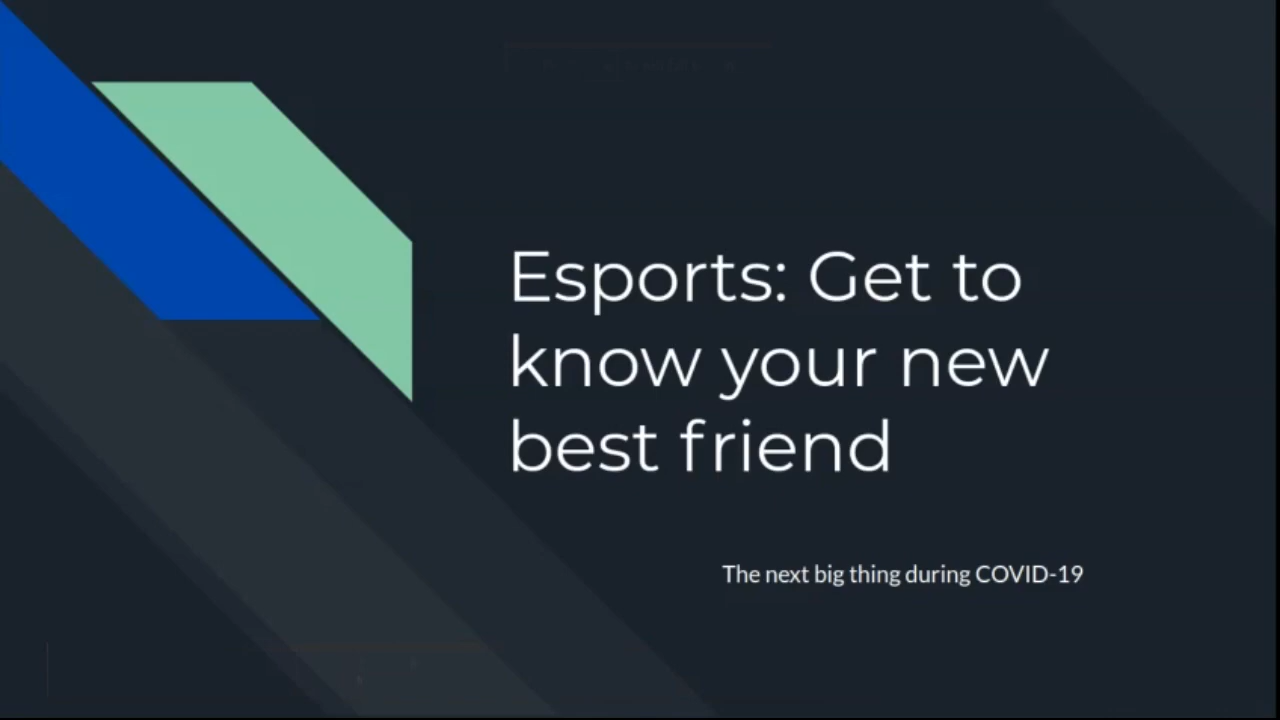 Esports: Get to
know your new
best friend
The next big thing during COVID-19